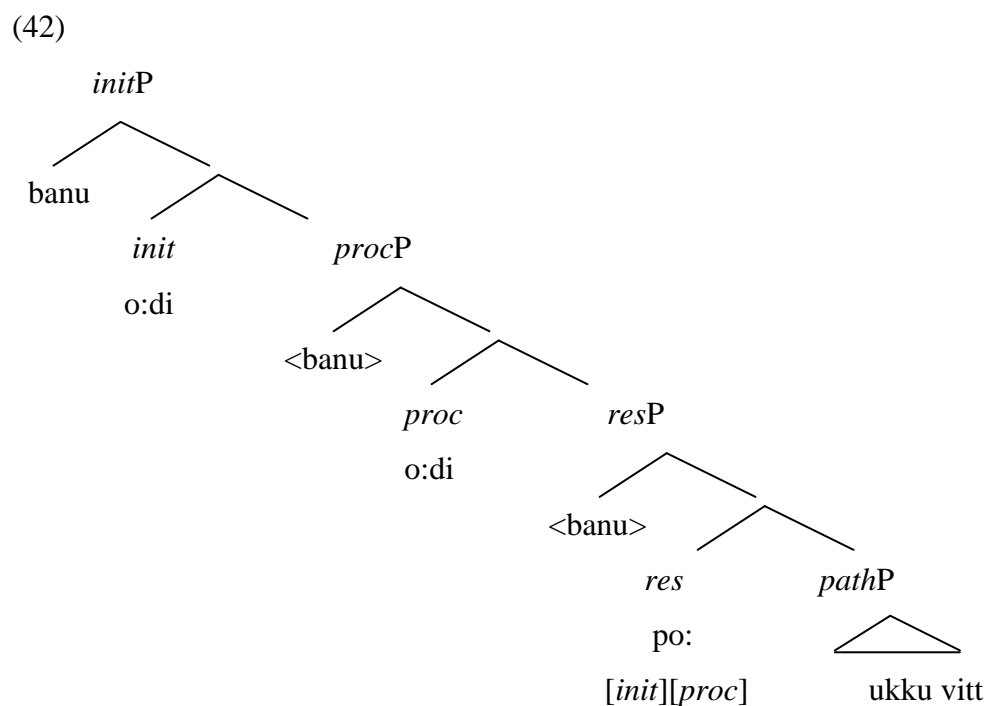 (42)
initP
banu
init procP
o:di
<banu>
proc resP
o:di
<banu>
res pathP
po:
[init][proc] ukku vitt